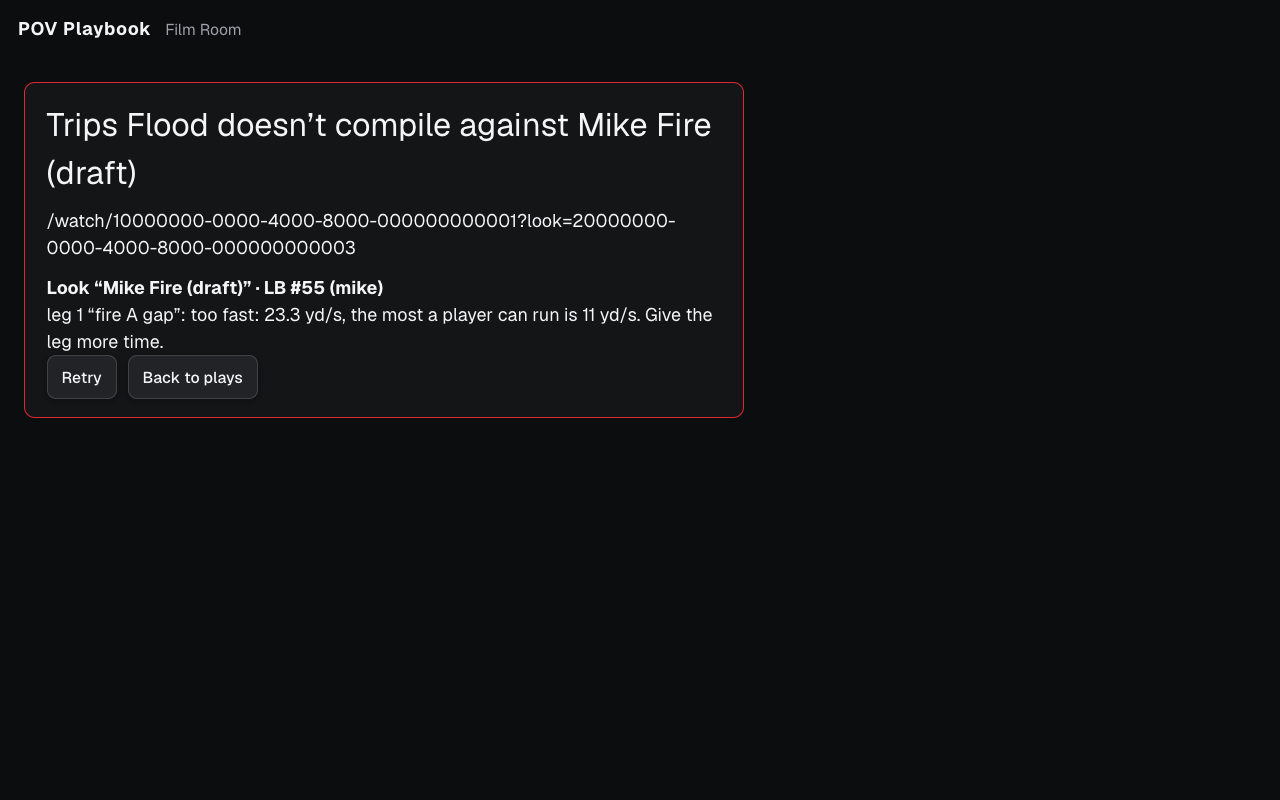 POV Playbook Film Room
Trips Flood doesn’t compile against Mike Fire
(draft)
/watch/10000000-0000-4000-8000-000000000001?look=20000000-
0000-4000-8000-000000000003
Look “Mike Fire (draft)” · LB #55 (mike)
leg 1 “fire A gap”: too fast: 23.3 yd/s, the most a player can run is 11 yd/s. Give the
leg more time.
Retry Back to plays